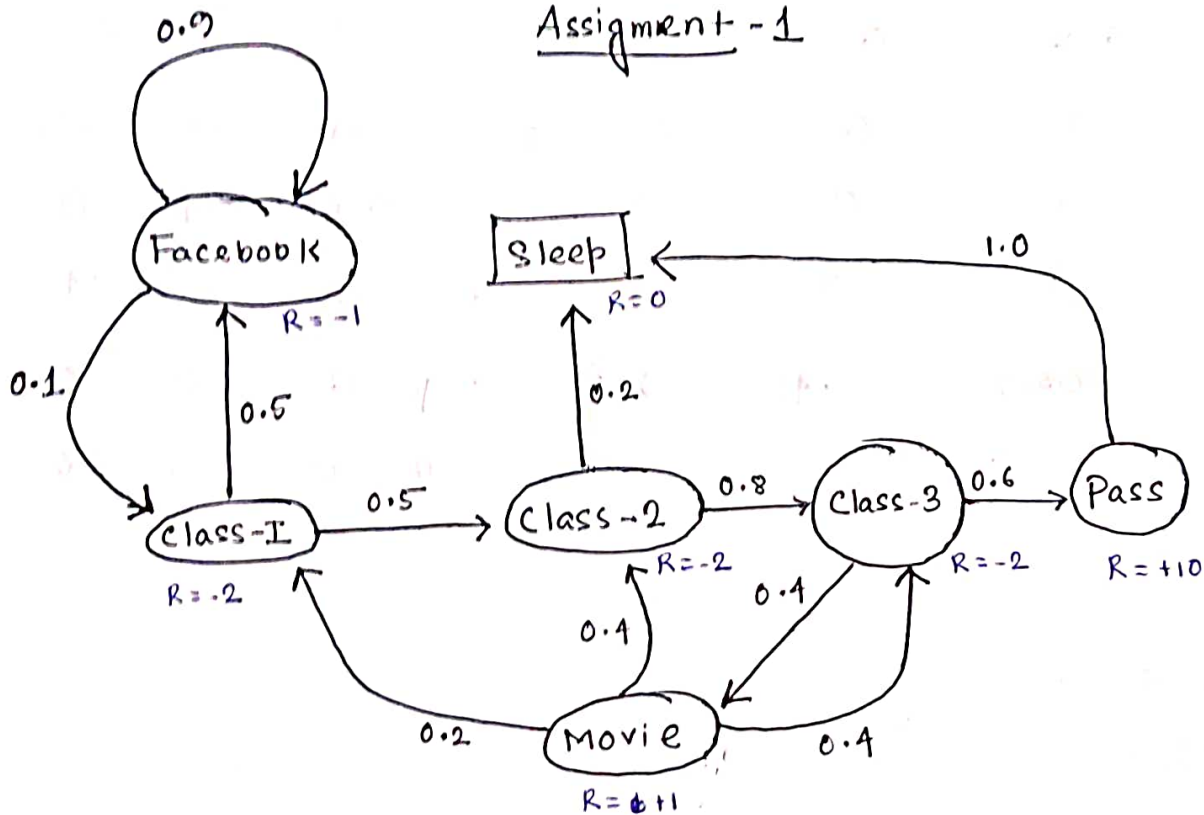 Assigment - 1
0.9
Facebook
R = -1
Sleep
R = 0
1.0
0.1
0.5
0.2
Class-I
R = -2
0.5
Class-2
R = -2
0.8
Class-3
R = -2
0.6
Pass
R = +10
0.4
0.4
0.2
Movie
R = +1
0.4